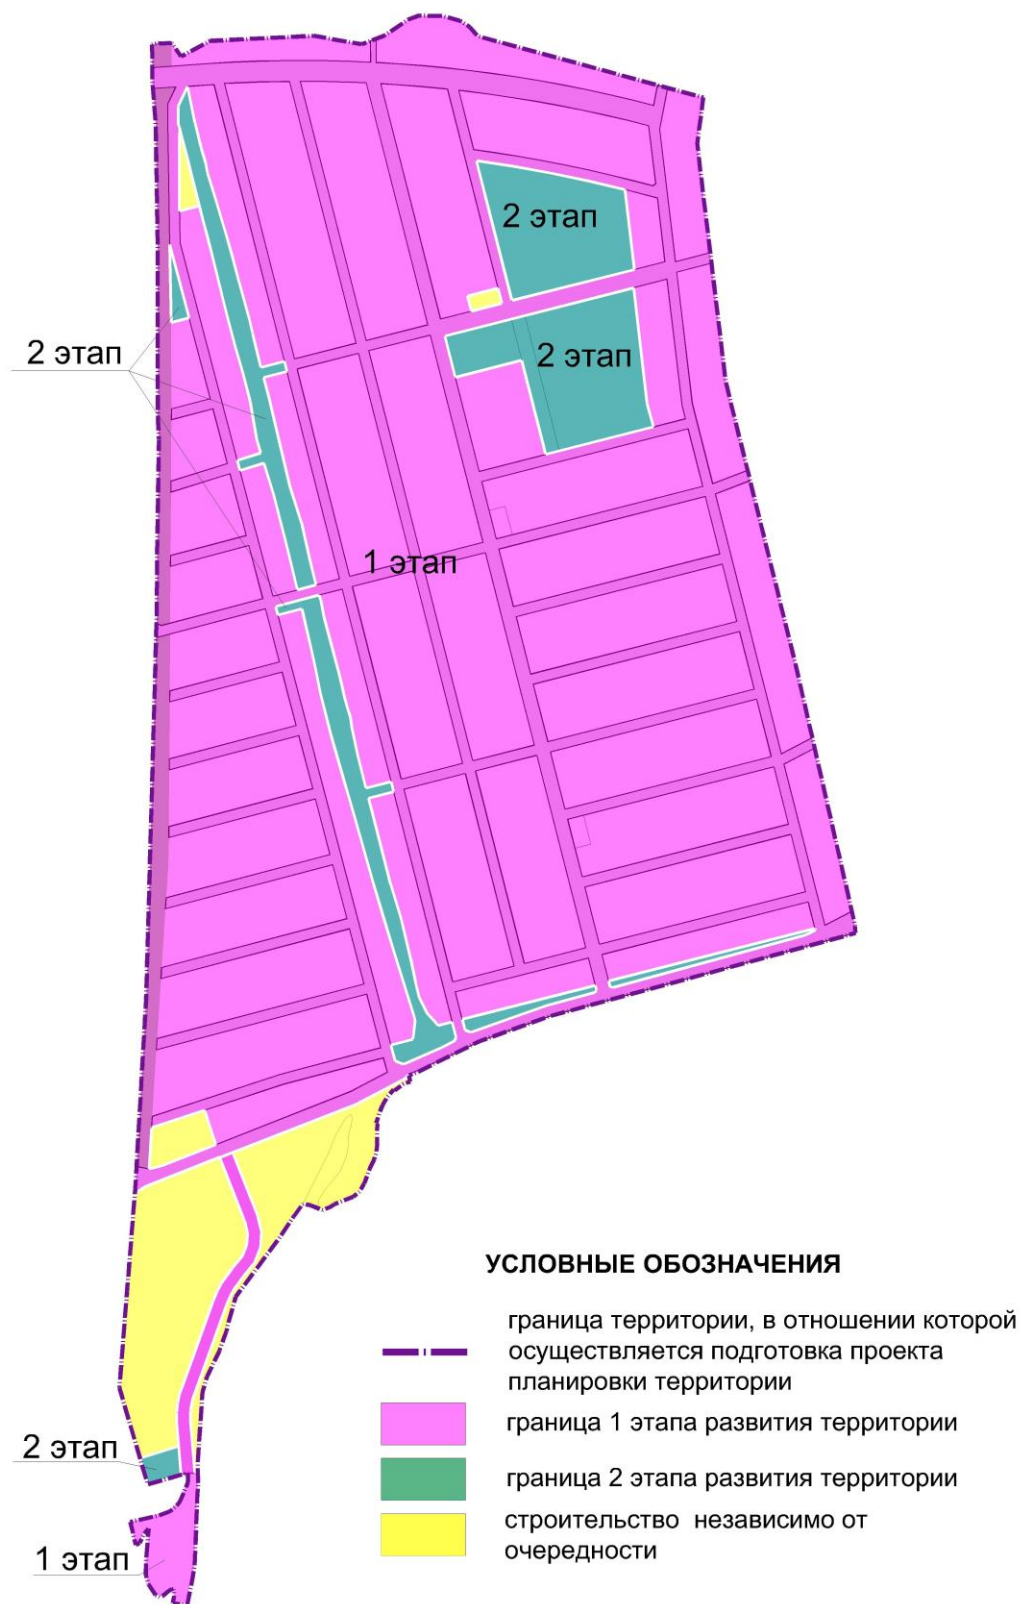 2 этап
2 этап
2 этап
1 этап
УСЛОВНЫЕ ОБОЗНАЧЕНИЯ
граница территории, в отношении которой
осуществляется подготовка проекта
планировки территории
граница 1 этапа развития территории
2 этап
граница 2 этапа развития территории
строительство независимо от
очередности
1 этап